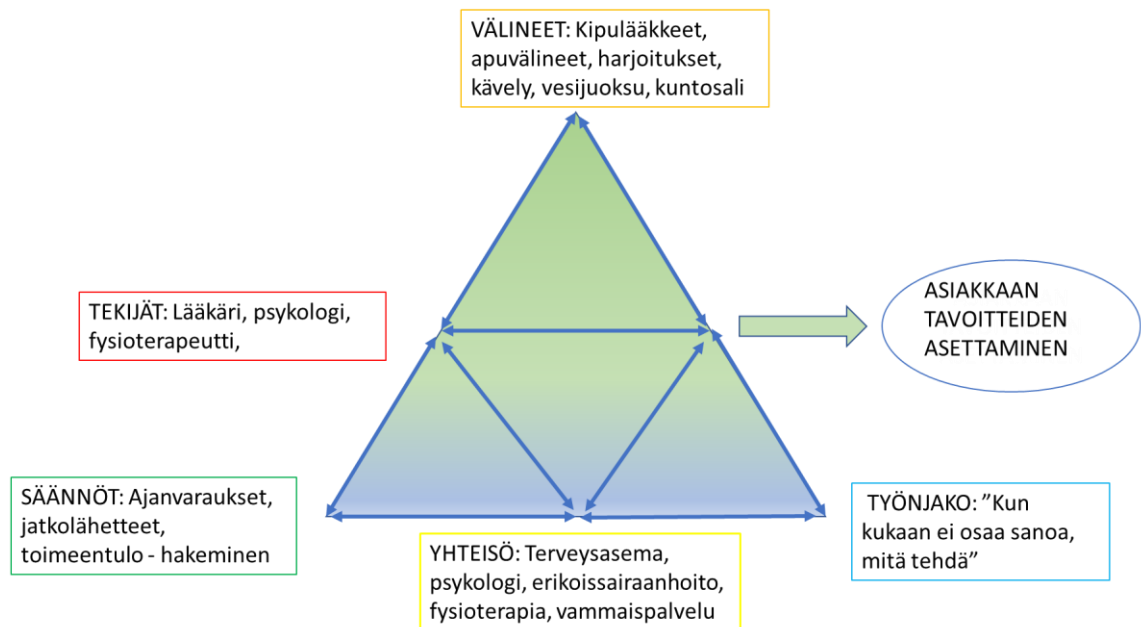 VÄLINEET: Kipulääkkeet,
apuvälineet, harjoitukset,
kävely, vesijuoksu, kuntosali
TEKIJÄT: Lääkäri, psykologi,
fysioterapeutti,
ASIAKKAAN
TAVOITTEIDEN
ASETTAMINEN
SÄÄNNÖT: Ajanvaraukset,
jatkolähetteet,
toimeentulo - hakeminen
YHTEISÖ: Terveysasema,
psykologi, erikoissairaanhoito,
fysioterapia, vammaispalvelu
TYÖNJAKO: ”Kun
kukaan ei osaa sanoa,
mitä tehdä”